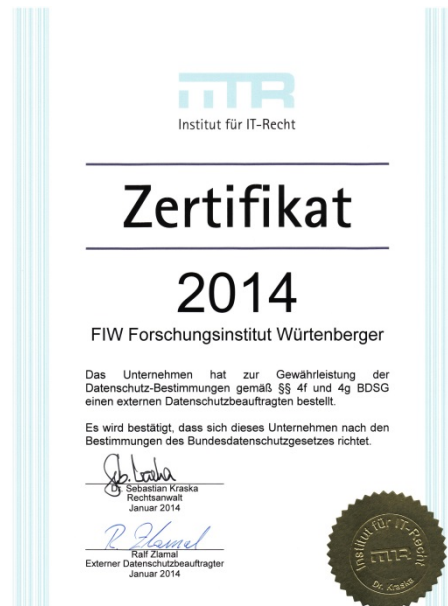 IITR
Institut für IT-Recht
Zertifikat
2014
FIW Forschungsinstitut Würtenberger
Das Unternehmen hat zur Gewährleistung der
Datenschutz-Bestimmungen gemäß §§ 4f und 4g BDSG
einen externen Datenschutzbeauftragten bestellt.
Es wird bestätigt, dass sich dieses Unternehmen nach den
Bestimmungen des Bundesdatenschutzgesetzes richtet.
Dr. Sebastian Kraska
Rechtsanwalt
Januar 2014
R. Zlamal
Ralf Zlamal
Externer Datenschutzbeauftragter
Januar 2014
Institut für IT-Recht
IITR
Dr. Kraska